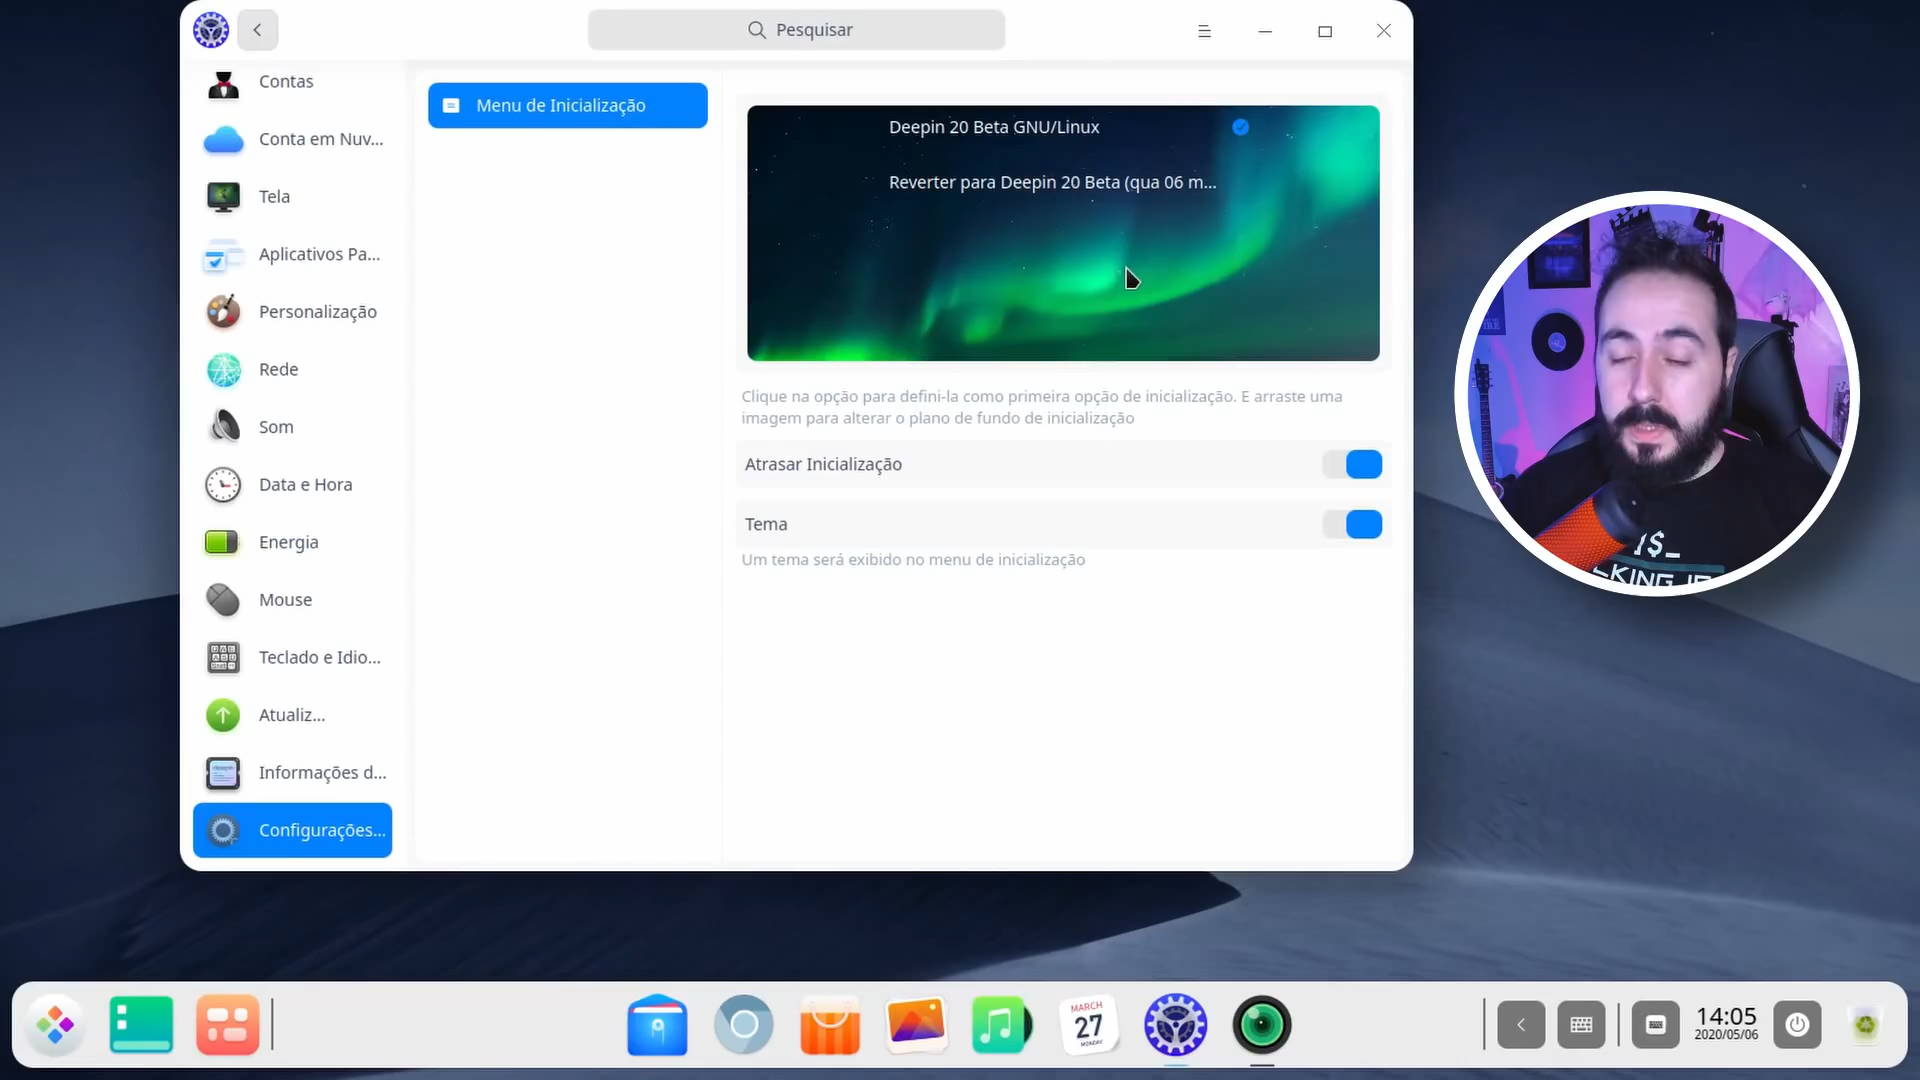 Pesquisar
Contas
Conta em Nuv...
Tela
Aplicativos Pa...
Personalização
Rede
Som
Data e Hora
Energia
Mouse
Teclado e Idio...
Atualiz...
Informações d...
Configurações...
Menu de Inicialização
Deepin 20 Beta GNU/Linux
Reverter para Deepin 20 Beta (qua 06 m...
Clique na opção para defini-la como primeira opção de inicialização. E arraste uma
imagem para alterar o plano de fundo de inicialização
Atrasar Inicialização
Tema
Um tema será exibido no menu de inicialização
MARCH
27
MONDAY
14:05
2020/05/06